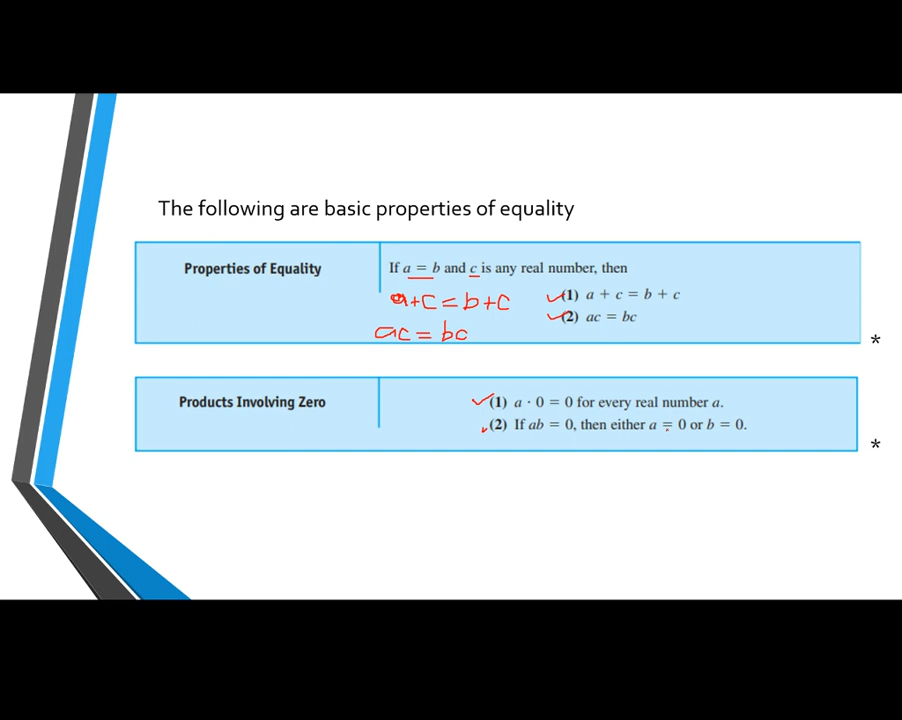 The following are basic properties of equality
Properties of Equality
If a = b and c is any real number, then
a+c=b+c
(1) a + c = b + c
ac = bc
(2) ac = bc
*
Products Involving Zero
(1) a · 0 = 0 for every real number a.
(2) If ab = 0, then either a = 0 or b = 0.
*